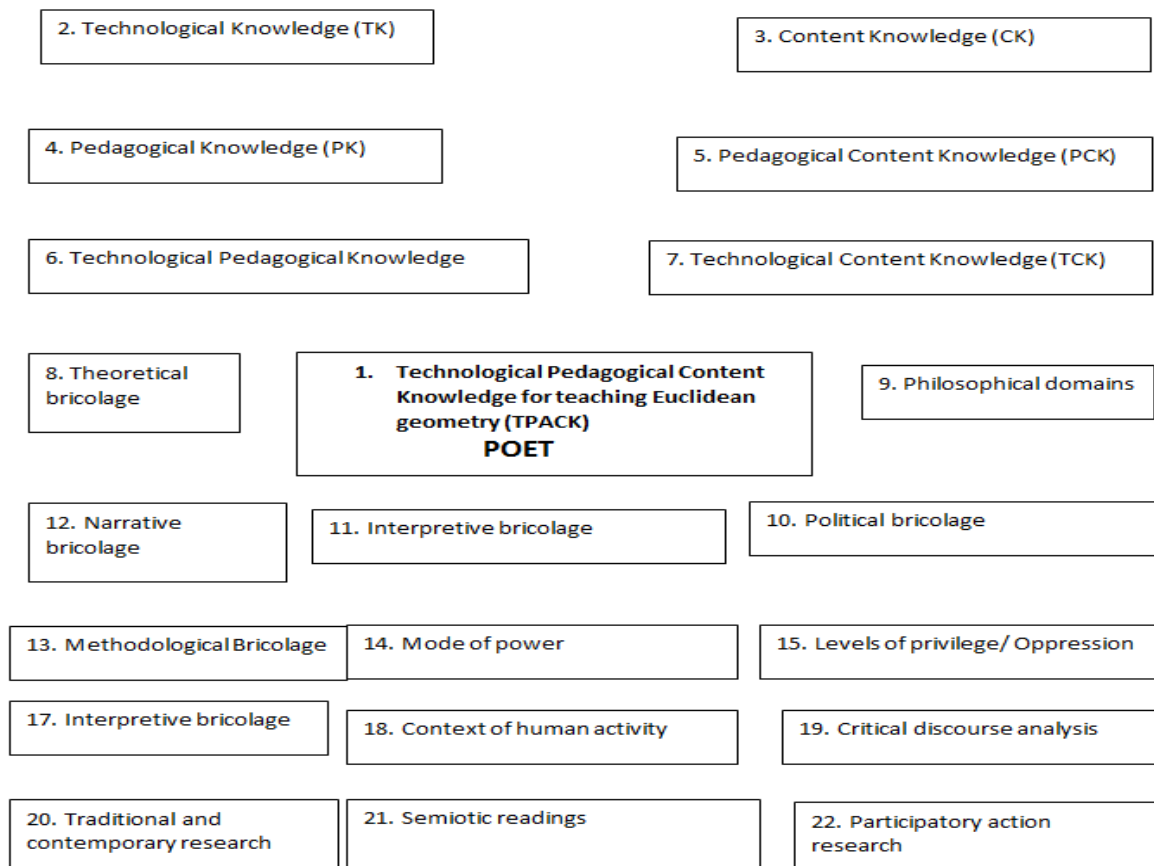 2. Technological Knowledge (TK)
3. Content Knowledge (CK)
4. Pedagogical Knowledge (PK)
5. Pedagogical Content Knowledge (PCK)
6. Technological Pedagogical Knowledge
7. Technological Content Knowledge (TCK)
8. Theoretical
bricolage
1. Technological Pedagogical Content
Knowledge for teaching Euclidean
geometry (TPACK)
POET
9. Philosophical domains
12. Narrative
bricolage
11. Interpretive bricolage
10. Political bricolage
13. Methodological Bricolage
14. Mode of power
15. Levels of privilege/ Oppression
17. Interpretive bricolage
18. Context of human activity
19. Critical discourse analysis
20. Traditional and
contemporary research
21. Semiotic readings
22. Participatory action
research